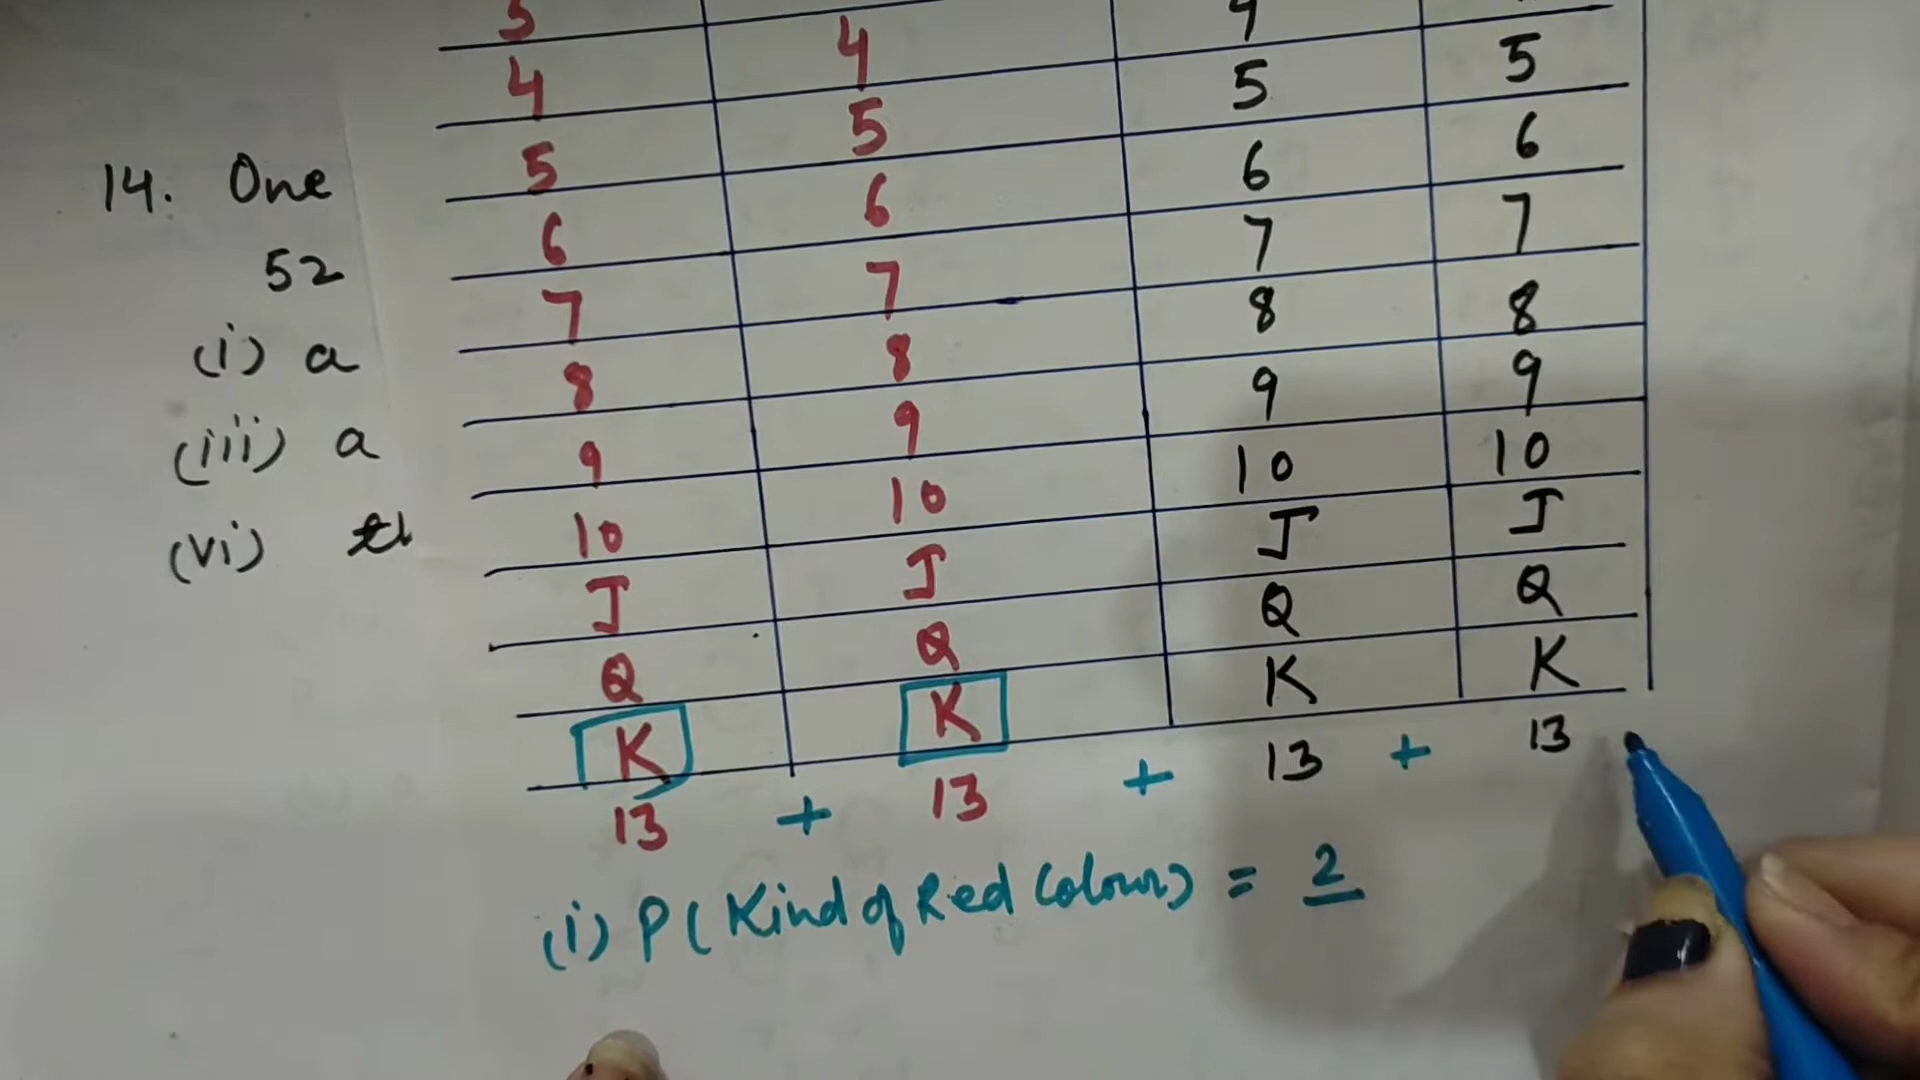 3 4
4 4 5 5
5 5 6 6
6 6 7 7
7 7 8 8
8 8 9 9
9 9 10 10
10 10 J J
J J Q Q
Q Q K K
K K
13 + 13 + 13 + 13
14. One
52
(i) a
(iii) a
(vi)
(i) P(Kind of Red Colour) = 2